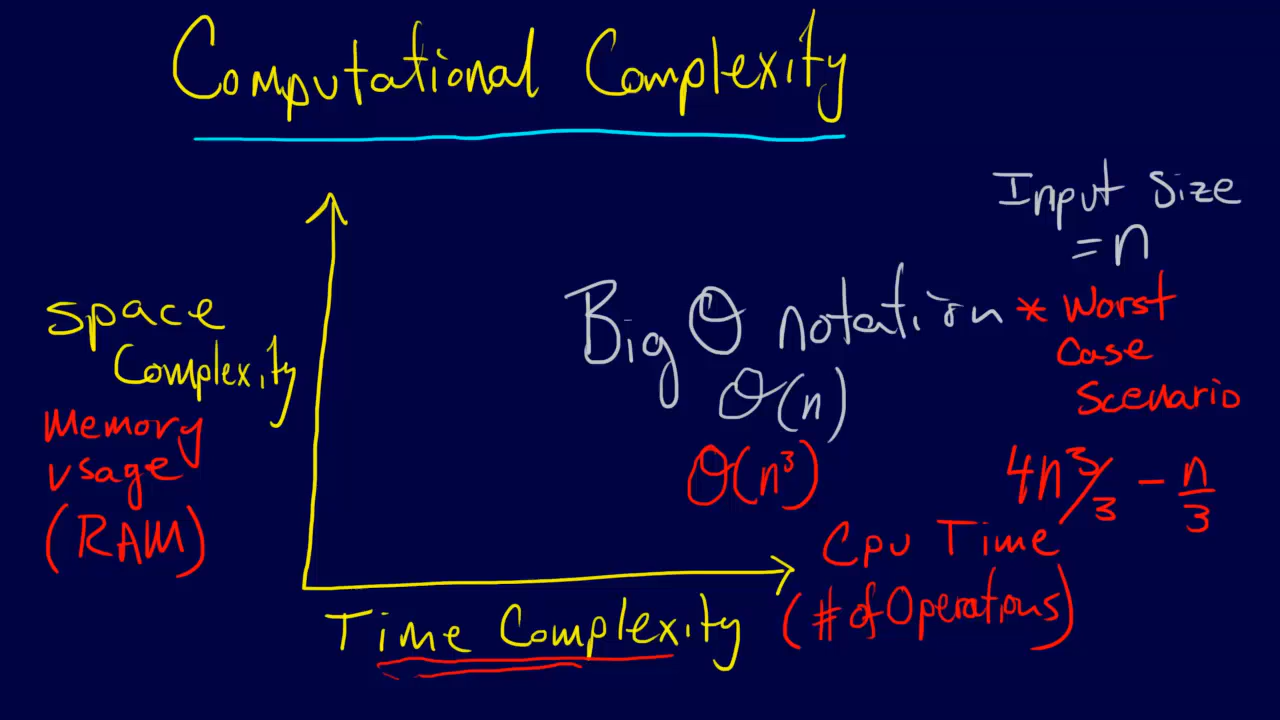 Computational Complexity
Input Size
= n
Space
Complexity
Memory
usage
(RAM)
Big O notation * Worst
Case
Scenario
O(n)
O(n³)
4n³/3 - n/3
CPU Time
(# of Operations)
Time Complexity